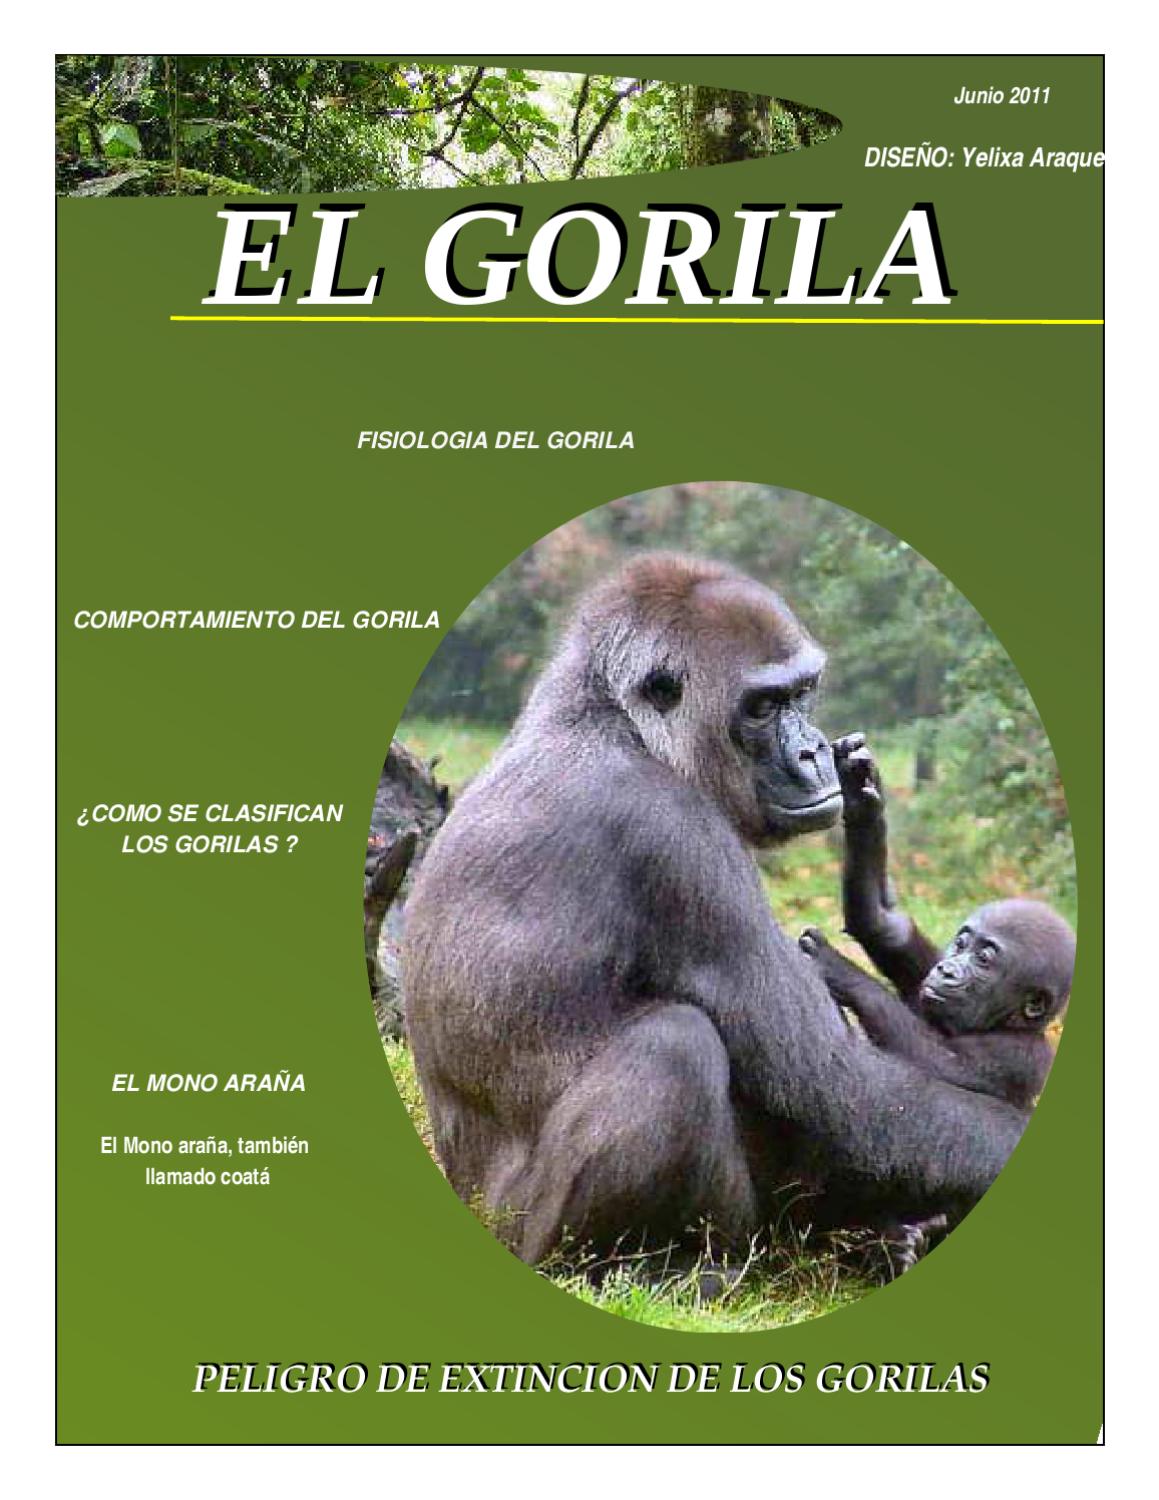 Junio 2011
DISEÑO: Yelixa Araque
EL GORILA
FISIOLOGIA DEL GORILA
COMPORTAMIENTO DEL GORILA
¿COMO SE CLASIFICAN
LOS GORILAS ?
EL MONO ARAÑA
El Mono araña, también
llamado coatá
PELIGRO DE EXTINCION DE LOS GORILAS